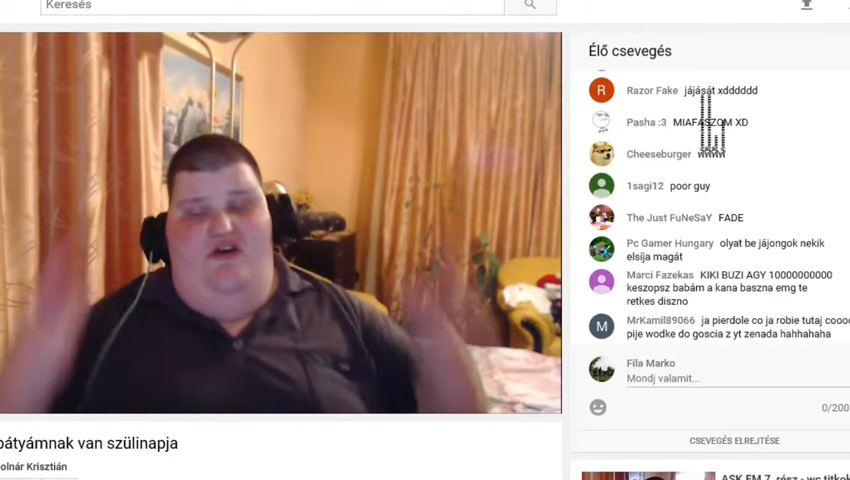 Keresés
Élő csevegés
Razor Fake jájását xdddddd
Pasha :3 MIAFASZOM XD
Cheeseburger
1sagi12 poor guy
The Just FuNeSaY FADE
Pc Gamer Hungary olyat be jájongok nekik
elsíja magát
Marci Fazekas KIKI BUZI AGY 10000000000
keszopsz babám a kana baszna emg te
retkes diszno
MrKamil89066 ja pierdole co ja robie tutaj cooo
pije wodke do goscia z yt zenada hahhahaha
Fila Marko
Mondj valamit...
0/200
CSEVEGÉS ELREJTÉSE
bátyámnak van szülinapja
olnár Krisztián
ASK FM 7. rész - wc titkok